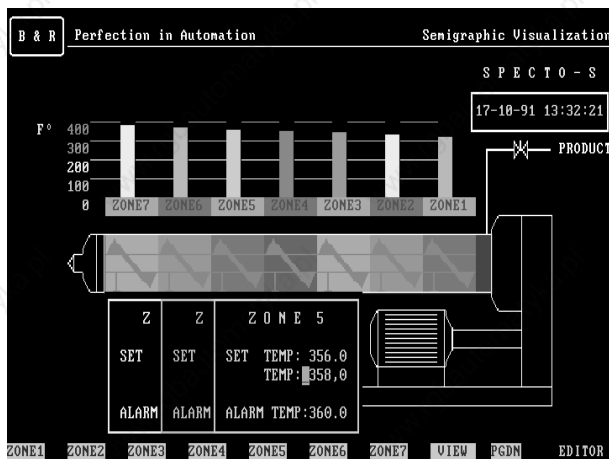 B & R Perfection in Automation Semigraphic Visualization
S P E C T O - S
17-10-91 13:32:21
F° 400
300
200
100
0
PRODUCT
ZONE7 ZONE6 ZONE5 ZONE4 ZONE3 ZONE2 ZONE1
Z Z Z O N E 5
SET SET SET TEMP: 356.0
TEMP: 358,0
ALARM ALARM ALARM TEMP:360.0
ZONE1 ZONE2 ZONE3 ZONE4 ZONE5 ZONE6 ZONE7 VIEW PGDN EDITOR